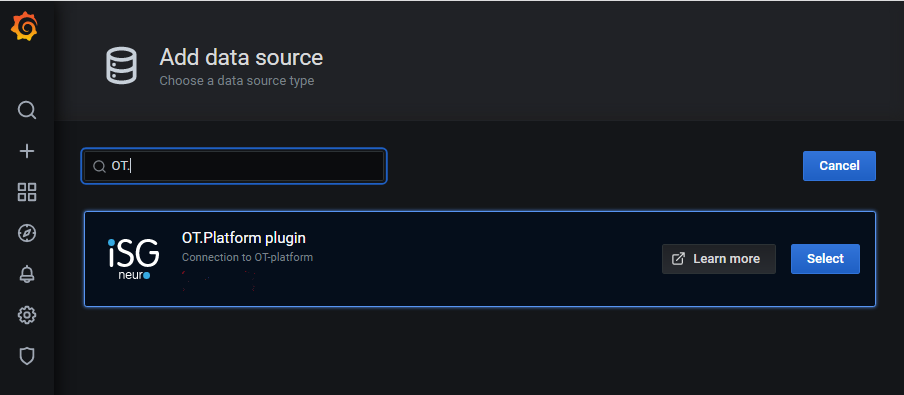 Add data source
Choose a data source type
OT.
Cancel
iSG
neuro
OT.Platform plugin
Connection to OT-platform
Learn more
Select